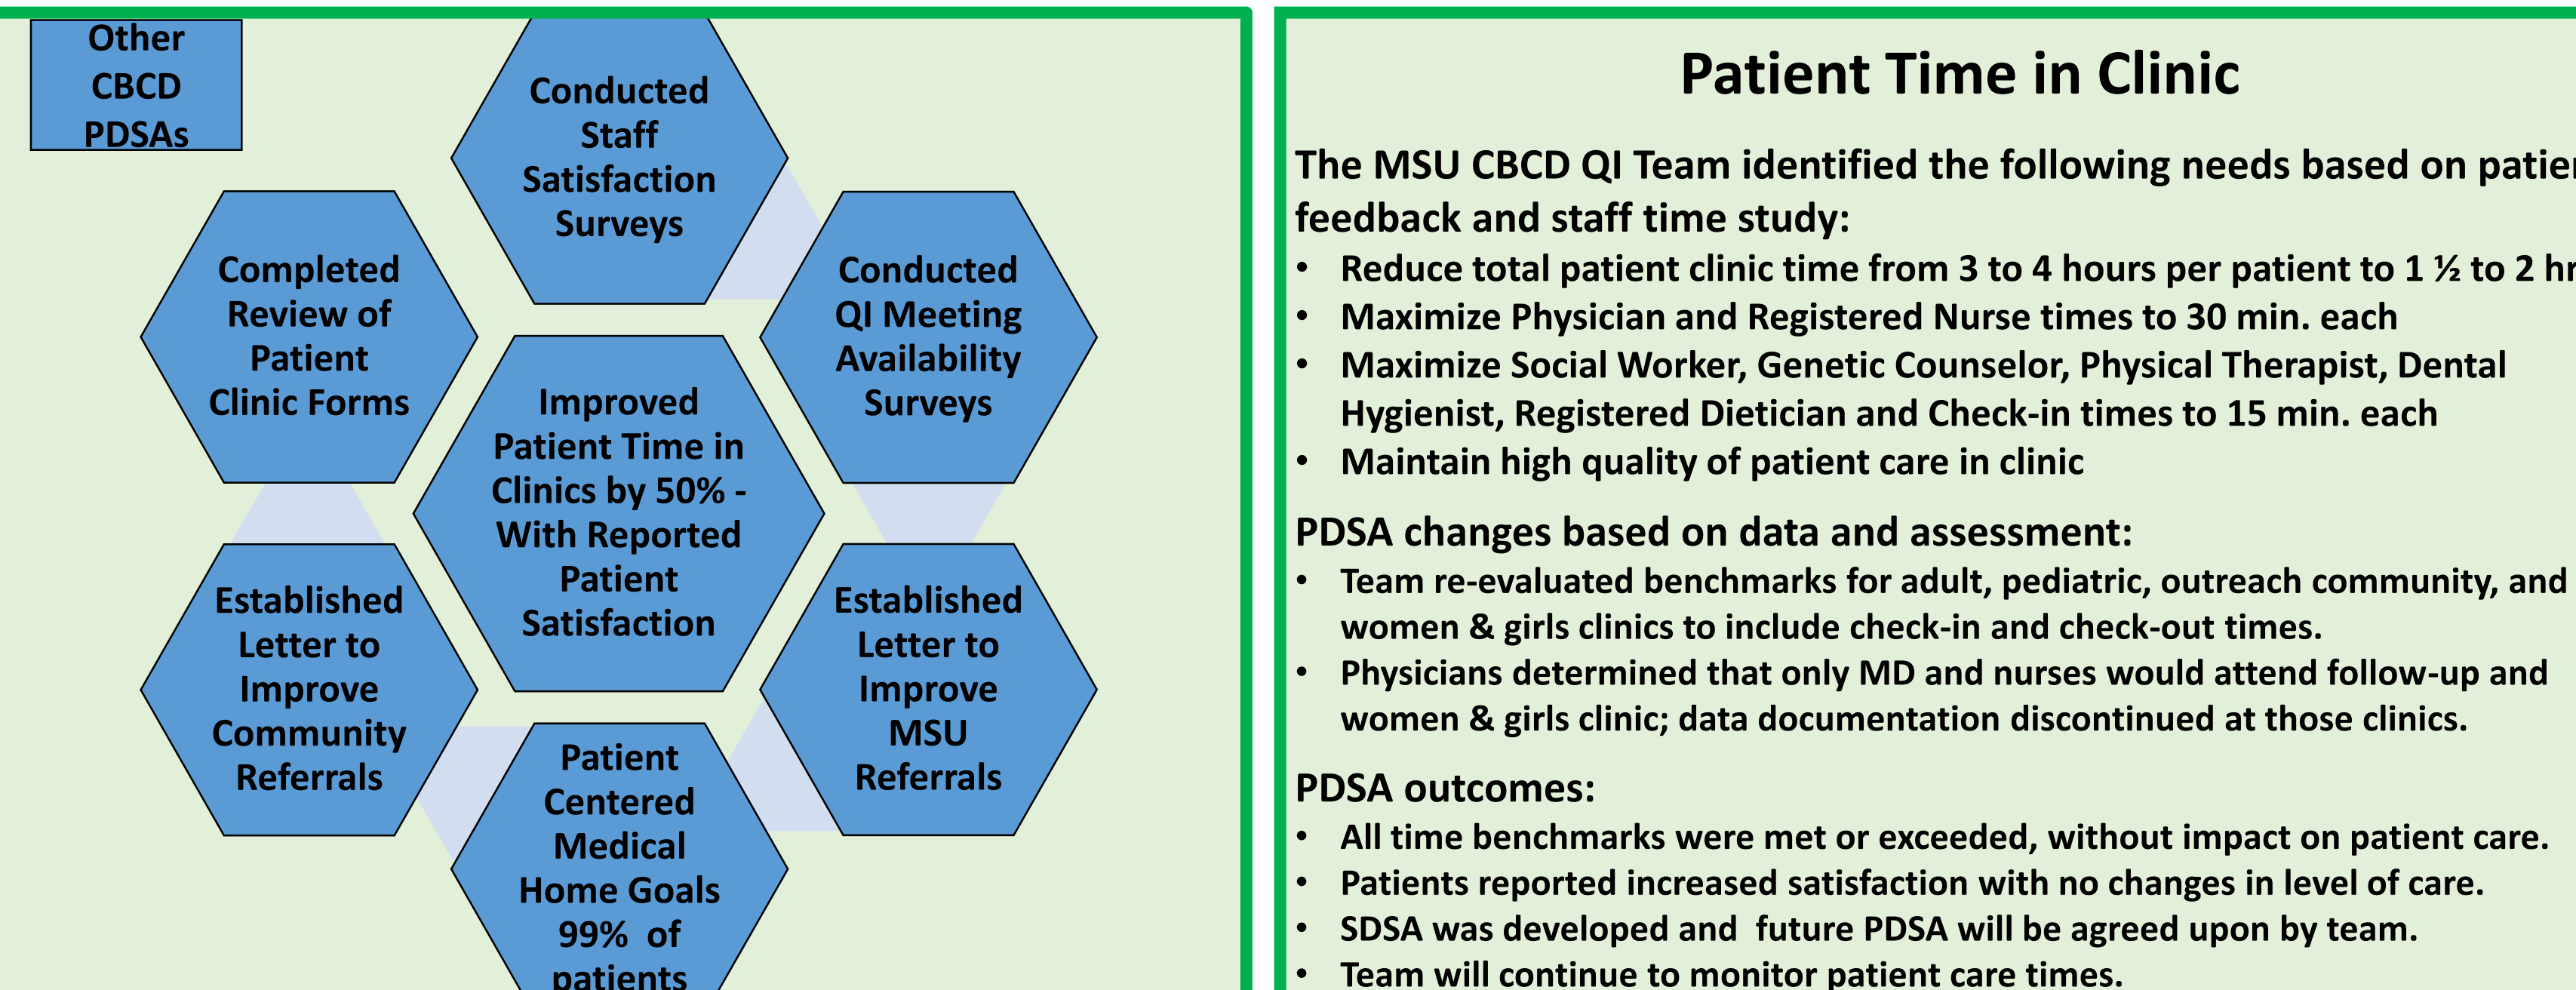 Other
CBCD
PDSAs
Conducted
Staff
Satisfaction
Surveys
Completed
Review of
Patient
Clinic Forms
Conducted
QI Meeting
Availability
Surveys
Improved
Patient Time in
Clinics by 50% -
With Reported
Patient
Satisfaction
Established
Letter to
Improve
Community
Referrals
Established
Letter to
Improve
MSU
Referrals
Patient
Centered
Medical
Home Goals
99% of
patients
Patient Time in Clinic
The MSU CBCD QI Team identified the following needs based on
feedback and staff time study:
• Reduce total patient clinic time from 3 to 4 hours per patient to 1 ½ to 2
• Maximize Physician and Registered Nurse times to 30 min. each
• Maximize Social Worker, Genetic Counselor, Physical Therapist, Dental
Hygienist, Registered Dietician and Check-in times to 15 min. each
• Maintain high quality of patient care in clinic
PDSA changes based on data and assessment:
• Team re-evaluated benchmarks for adult, pediatric, outreach community, and
women & girls clinics to include check-in and check-out times.
• Physicians determined that only MD and nurses would attend follow-up and
women & girls clinic; data documentation discontinued at those clinics.
PDSA outcomes:
• All time benchmarks were met or exceeded, without impact on patient care.
• Patients reported increased satisfaction with no changes in level of care.
• SDSA was developed and  future PDSA will be agreed upon by team.
• Team will continue to monitor patient care times.